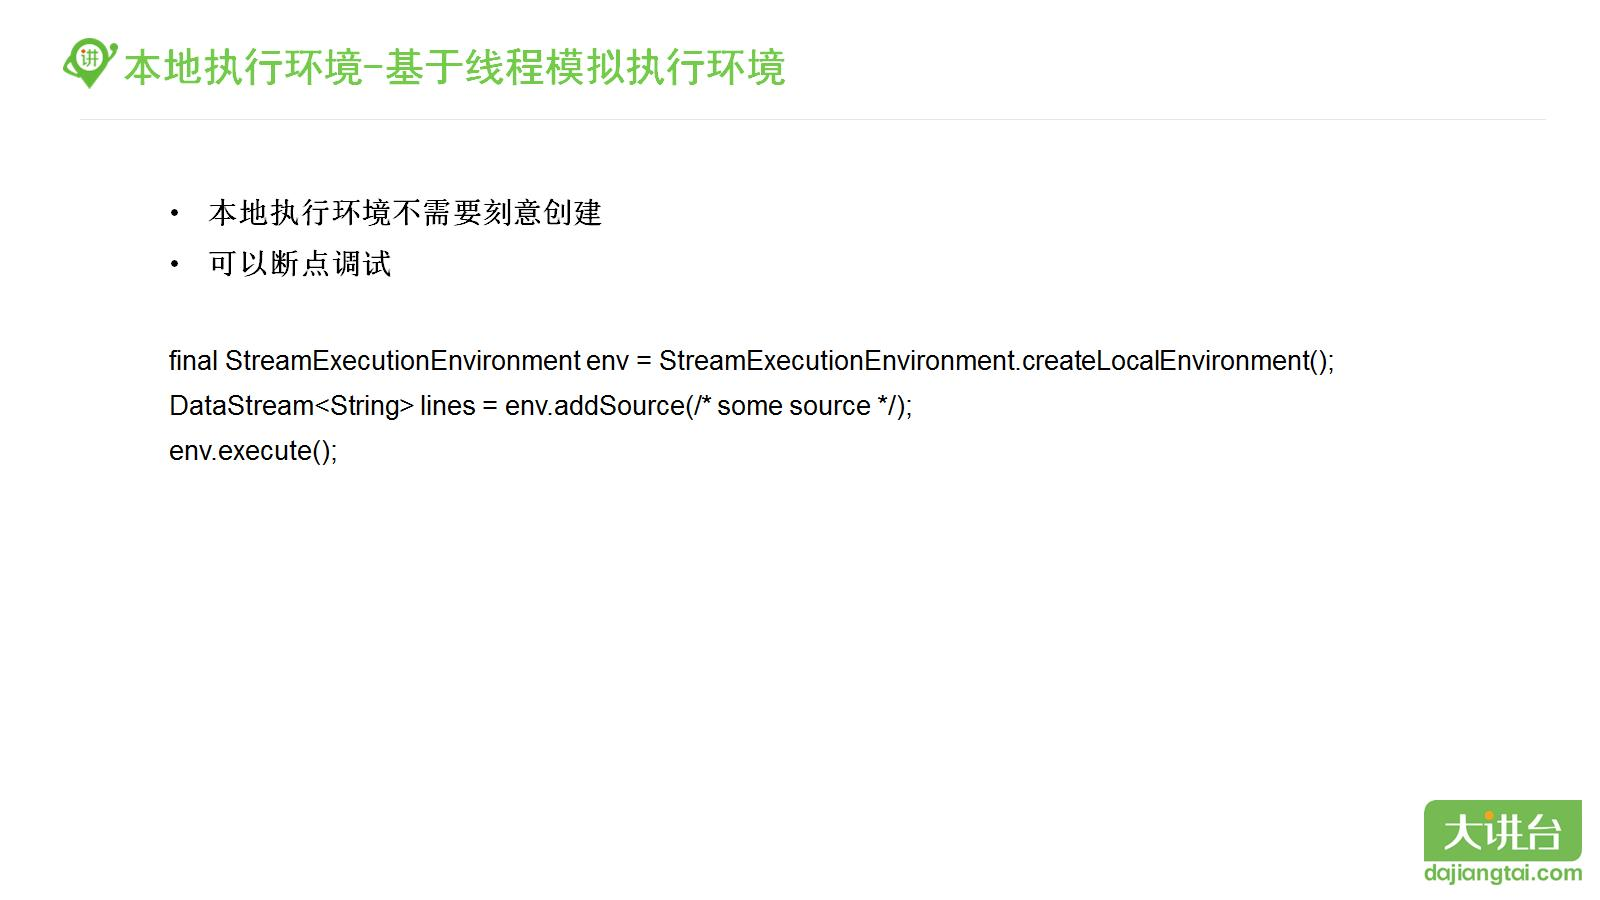 讲
本地执行环境-基于线程模拟执行环境
• 本地执行环境不需要刻意创建
• 可以断点调试
final StreamExecutionEnvironment env = StreamExecutionEnvironment.createLocalEnvironment();
DataStream<String> lines = env.addSource(/* some source */);
env.execute();
大讲台
dajiangtai.com